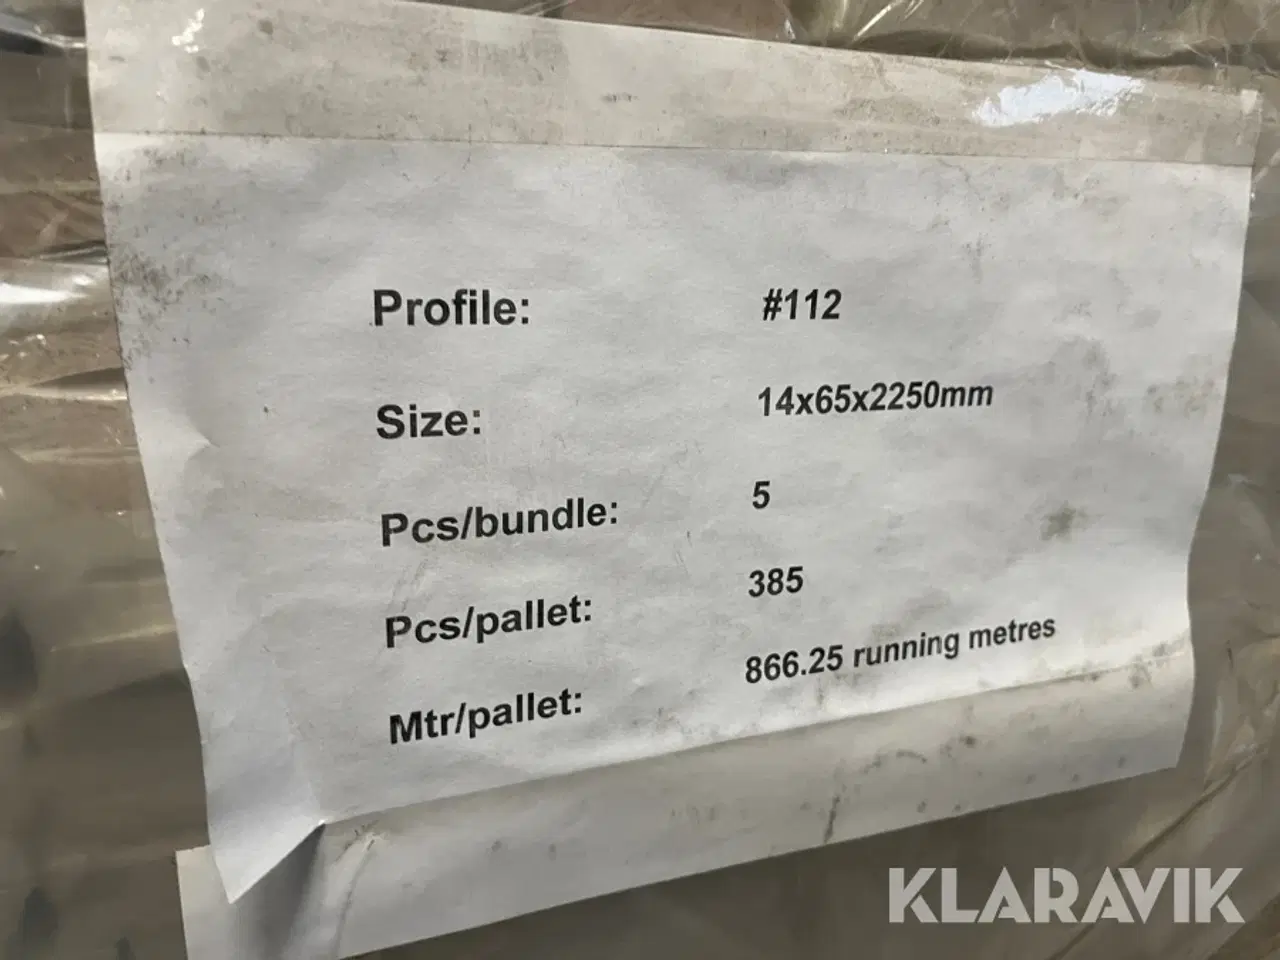 Profile: #112
Size: 14x65x2250mm
Pcs/bundle: 5
Pcs/pallet: 385
Mtr/pallet: 866.25 running metres
KLARAVIK